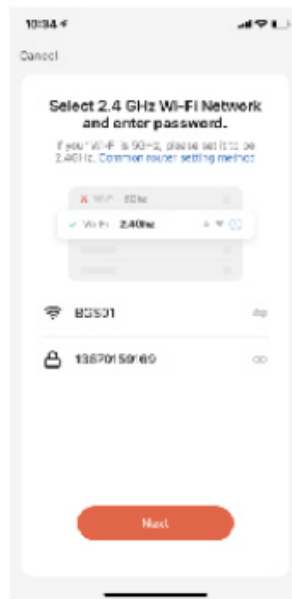 10:34
Cancel
Select 2.4 GHz Wi-Fi Network
and enter password.
If your Wi-Fi is 5GHz, please set it to be
2.4GHz. Common router setting method
Wi-Fi 5Ghz
Wi-Fi 2.4Ghz
Next